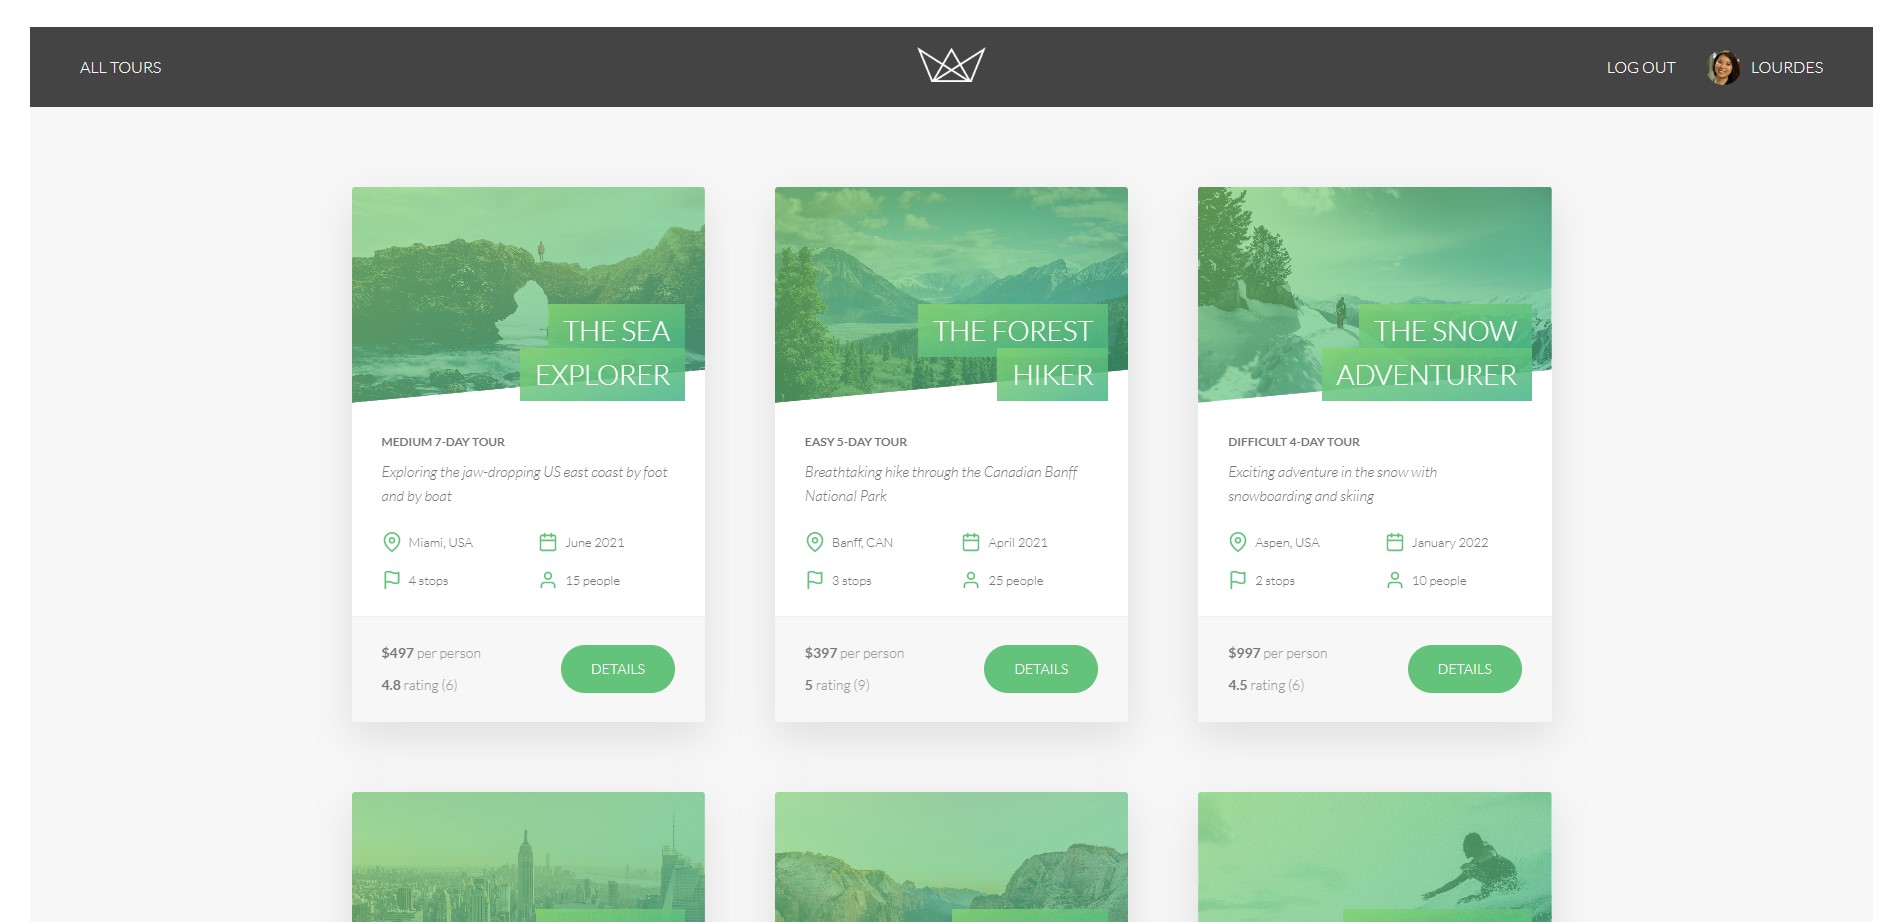 ALL TOURS
LOG OUT
LOURDES
THE SEA
EXPLORER
MEDIUM 7-DAY TOUR
Exploring the jaw-dropping US east coast by foot
and by boat
Miami, USA
June 2021
4 stops
15 people
$497 per person
4.8 rating (6)
DETAILS
THE FOREST
HIKER
EASY 5-DAY TOUR
Breathtaking hike through the Canadian Banff
National Park
Banff, CAN
April 2021
3 stops
25 people
$397 per person
5 rating (9)
DETAILS
THE SNOW
ADVENTURER
DIFFICULT 4-DAY TOUR
Exciting adventure in the snow with
snowboarding and skiing
Aspen, USA
January 2022
2 stops
10 people
$997 per person
4.5 rating (6)
DETAILS